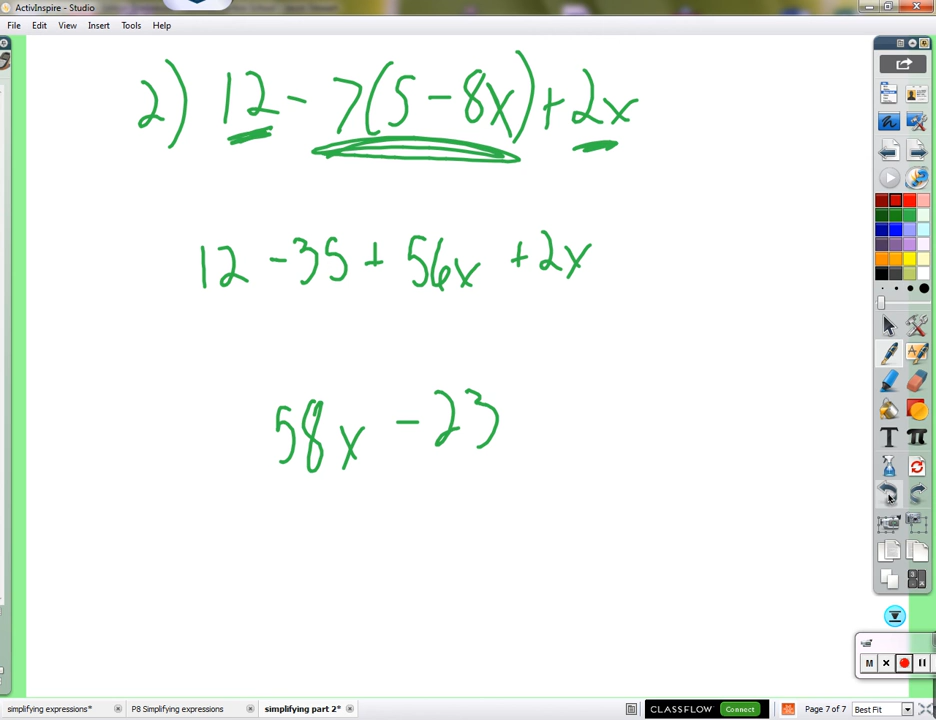 ActivInspire - Studio
File Edit View Insert Tools Help
2) 12 - 7(5 - 8x) + 2x
12 - 35 + 56x + 2x
58x - 23
M
simplifying expressions* P8 Simplifying expressions simplifying part 2* CLASSFLOW Connect Page 7 of 7 Best Fit